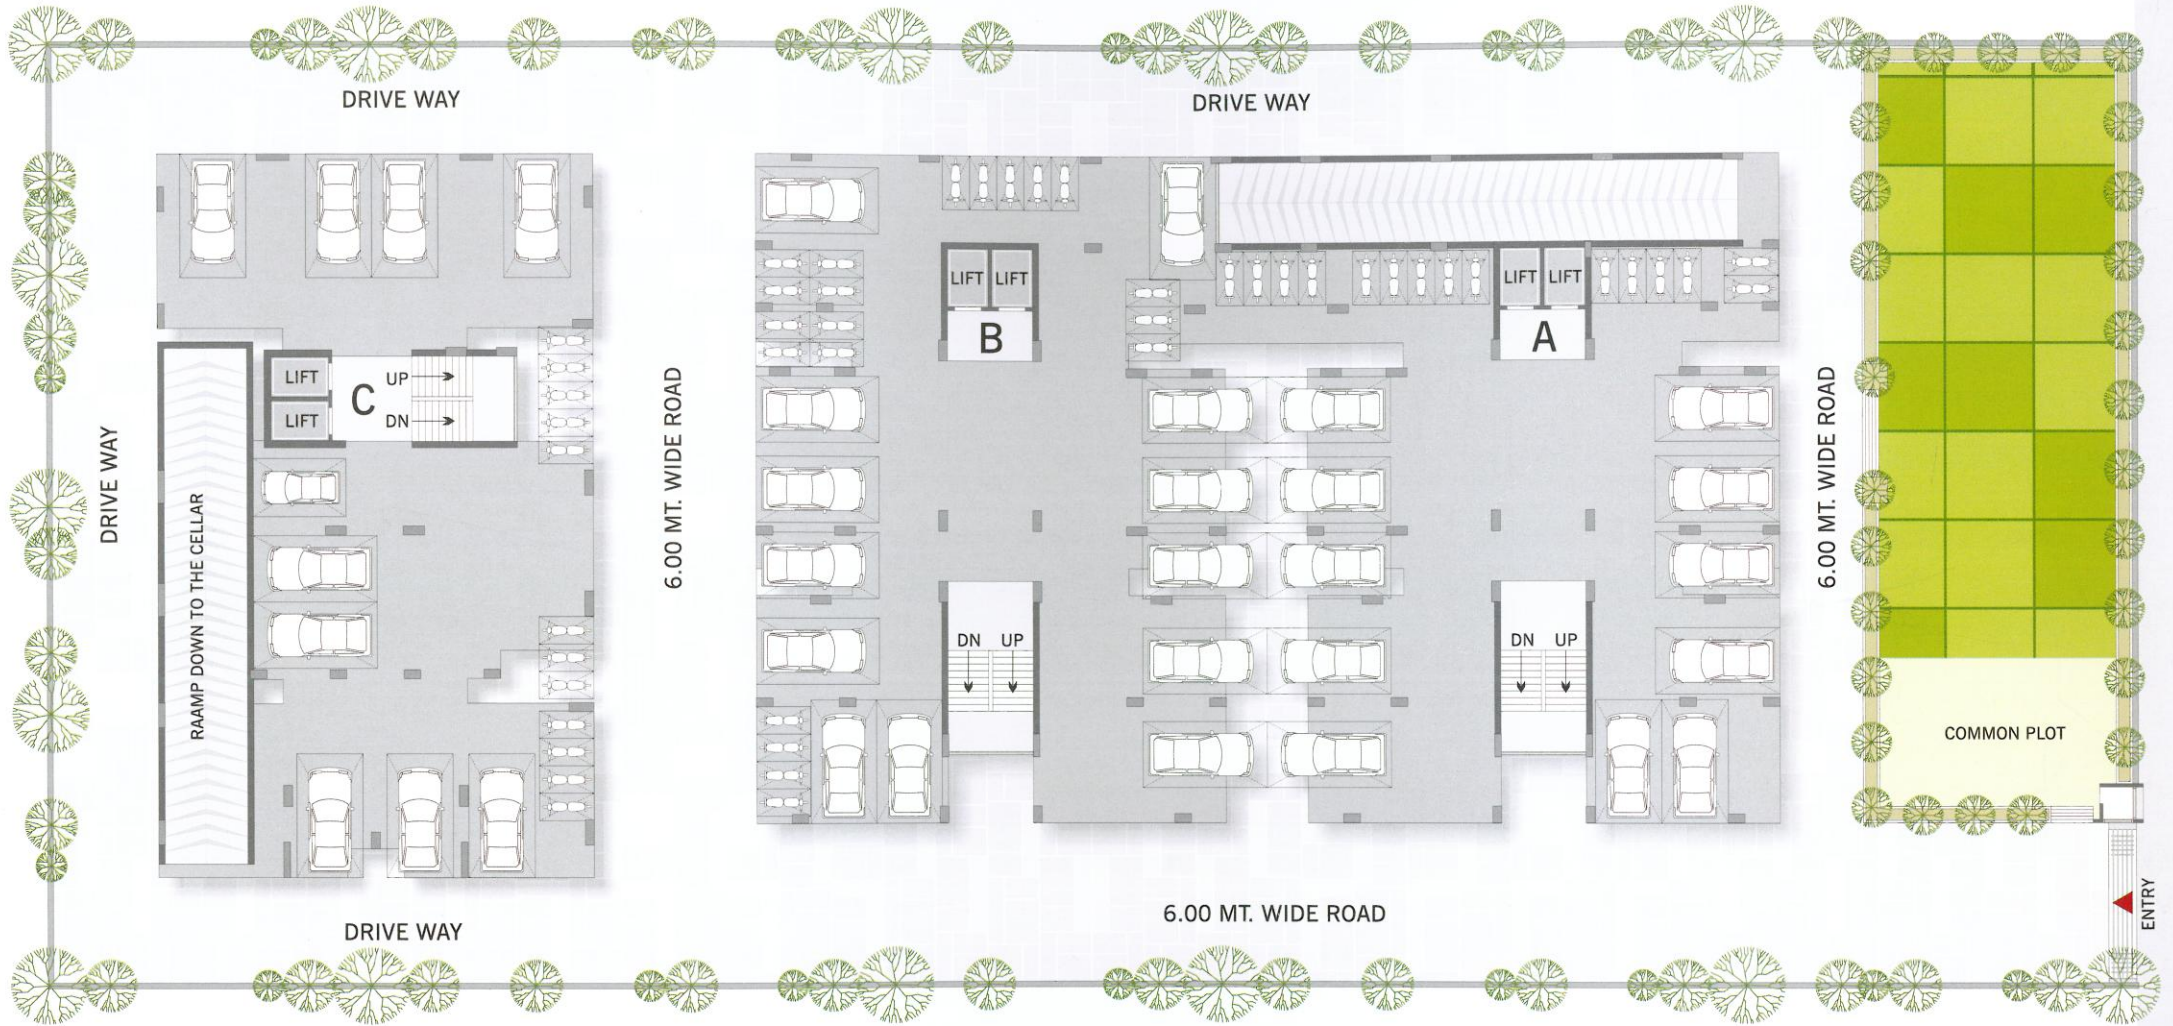 DRIVE WAY
DRIVE WAY
LIFT
LIFT
B
LIFT
LIFT
A
LIFT
LIFT
C
UP
DN
DRIVE WAY
RAAMP DOWN TO THE CELLAR
6.00 MT. WIDE ROAD
6.00 MT. WIDE ROAD
DN UP
DN UP
COMMON PLOT
ENTRY
6.00 MT. WIDE ROAD
DRIVE WAY